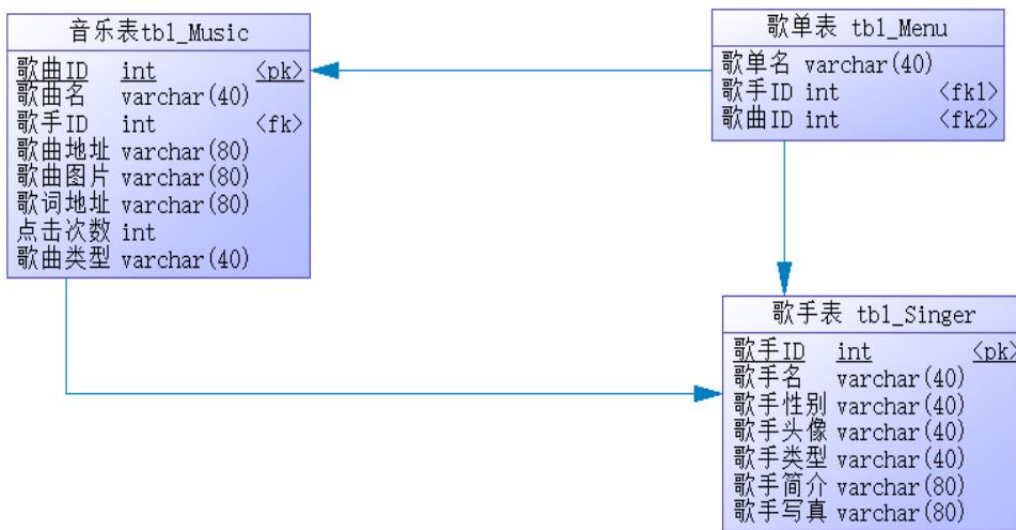 音乐表tbl_Music
歌曲ID int <pk>
歌曲名 varchar(40)
歌手ID int <fk>
歌曲地址 varchar(80)
歌曲图片 varchar(80)
歌词地址 varchar(80)
点击次数 int
歌曲类型 varchar(40)
歌单表 tbl_Menu
歌单名 varchar(40)
歌手ID int <fk1>
歌曲ID int <fk2>
歌手表 tbl_Singer
歌手ID int <pk>
歌手名 varchar(40)
歌手性别 varchar(40)
歌手头像 varchar(40)
歌手类型 varchar(40)
歌手简介 varchar(80)
歌手写真 varchar(80)